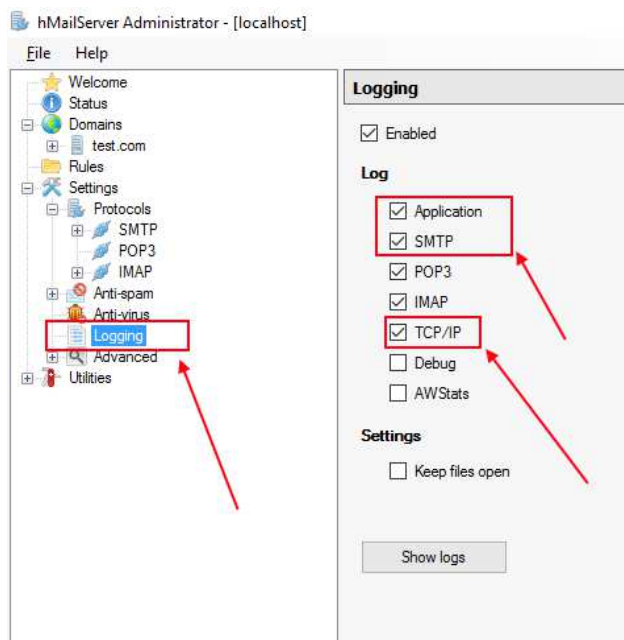 hMailServer Administrator - [localhost]
File Help
Welcome
Status
Domains
test.com
Rules
Settings
Protocols
SMTP
POP3
IMAP
Anti-spam
Anti-virus
Logging
Advanced
Utilities
Logging
Enabled
Log
Application
SMTP
POP3
IMAP
TCP/IP
Debug
AWStats
Settings
Keep files open
Show logs